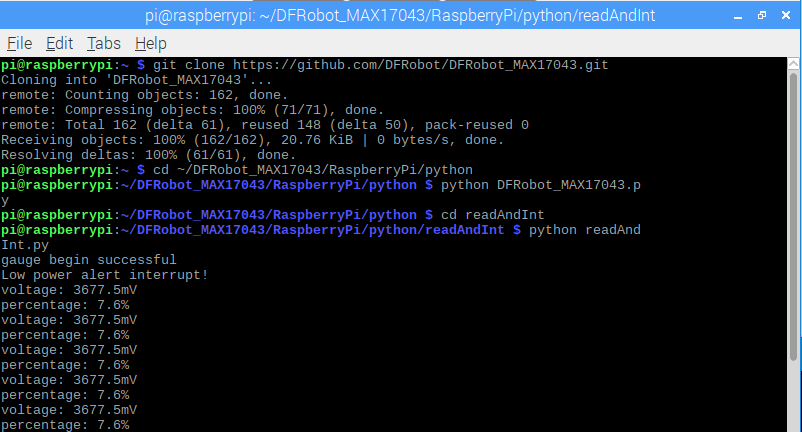 pi@raspberrypi: ~/DFRobot_MAX17043/RaspberryPi/python/readAndInt
File Edit Tabs Help
pi@raspberrypi:~ $ git clone https://github.com/DFRobot/DFRobot_MAX17043.git
Cloning into 'DFRobot_MAX17043'...
remote: Counting objects: 162, done.
remote: Compressing objects: 100% (71/71), done.
remote: Total 162 (delta 61), reused 148 (delta 50), pack-reused 0
Receiving objects: 100% (162/162), 20.76 KiB | 0 bytes/s, done.
Resolving deltas: 100% (61/61), done.
pi@raspberrypi:~ $ cd ~/DFRobot_MAX17043/RaspberryPi/python
pi@raspberrypi:~/DFRobot_MAX17043/RaspberryPi/python $ python DFRobot_MAX17043.p
y
pi@raspberrypi:~/DFRobot_MAX17043/RaspberryPi/python $ cd readAndInt
pi@raspberrypi:~/DFRobot_MAX17043/RaspberryPi/python/readAndInt $ python readAnd
Int.py
gauge begin successful
Low power alert interrupt!
voltage: 3677.5mV
percentage: 7.6%
voltage: 3677.5mV
percentage: 7.6%
voltage: 3677.5mV
percentage: 7.6%
voltage: 3677.5mV
percentage: 7.6%
voltage: 3677.5mV
percentage: 7.6%